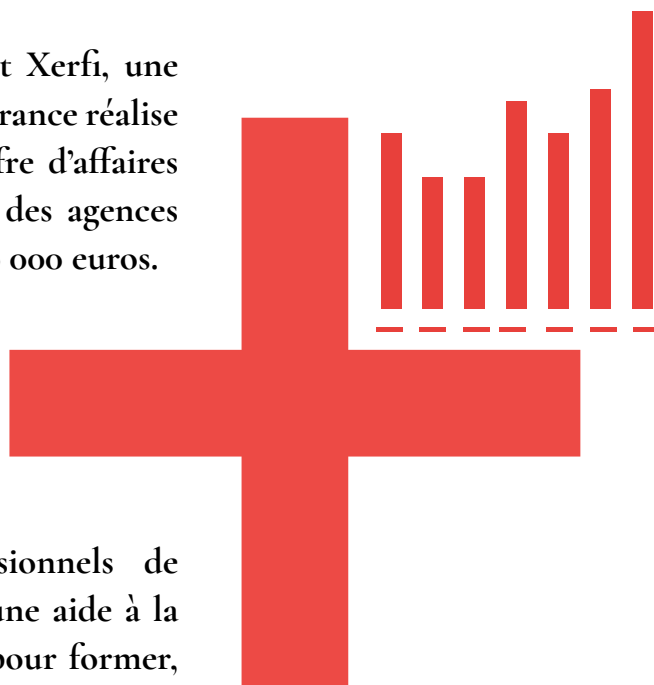 t Xerfi, une
rance réalise
fre d'affaires
des agences
000 euros.
sionnels de
une aide à la
pour former,